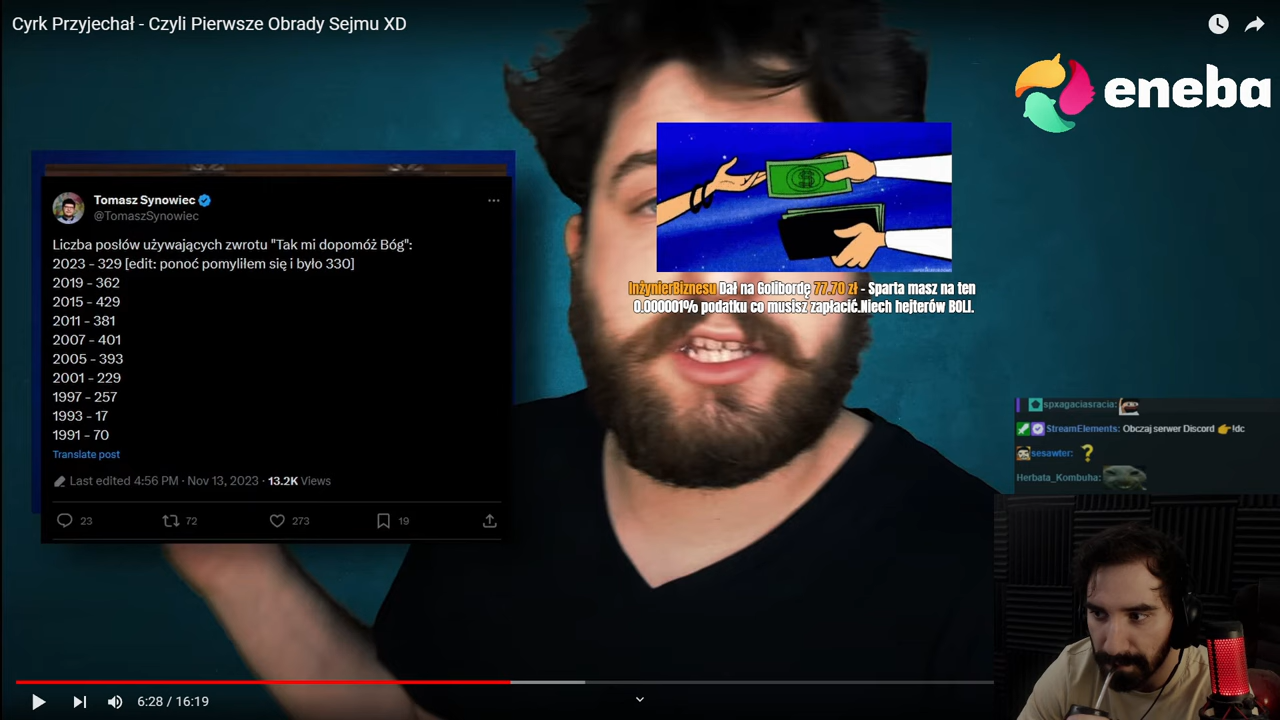 Cyrk Przyjechał - Czyli Pierwsze Obrady Sejmu XD
eneba
Tomasz Synowiec
@TomaszSynowiec
Liczba posłów używających zwrotu "Tak mi dopomóż Bóg":
2023 - 329 [edit: ponoć pomyliłem się i było 330]
2019 - 362
2015 - 429
2011 - 381
2007 - 401
2005 - 393
2001 - 229
1997 - 257
1993 - 17
1991 - 70
Translate post
Last edited 4:56 PM · Nov 13, 2023 · 13.2K Views
23 72 273 19
InżynierBiznesu Dał na Golibordę 77.70 zł - Sparta masz na ten
0.000001% podatku co musisz zapłacić.Niech hejterów BOLI.
spxagaciasracia:
StreamElements: Obczaj serwer Discord !dc
sesawter:
Herbata_Kombuha:
6:28 / 16:19